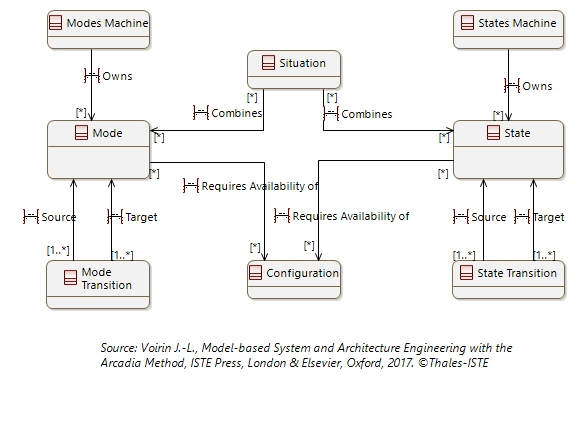 Modes Machine
States Machine
Situation
Owns
Owns
[*]
[*]
[*]
[*]
Combines
Combines
Mode
State
[*]
[*]
[*]
[*]
Requires Availability of
Requires Availability of
Source
Target
Source
Target
[1..*]
[1..*]
[*]
[*]
[1..*]
[1..*]
Mode
Transition
Configuration
State Transition
Source: Voirin J.-L., Model-based System and Architecture Engineering with the
Arcadia Method, ISTE Press, London & Elsevier, Oxford, 2017. ©Thales-ISTE